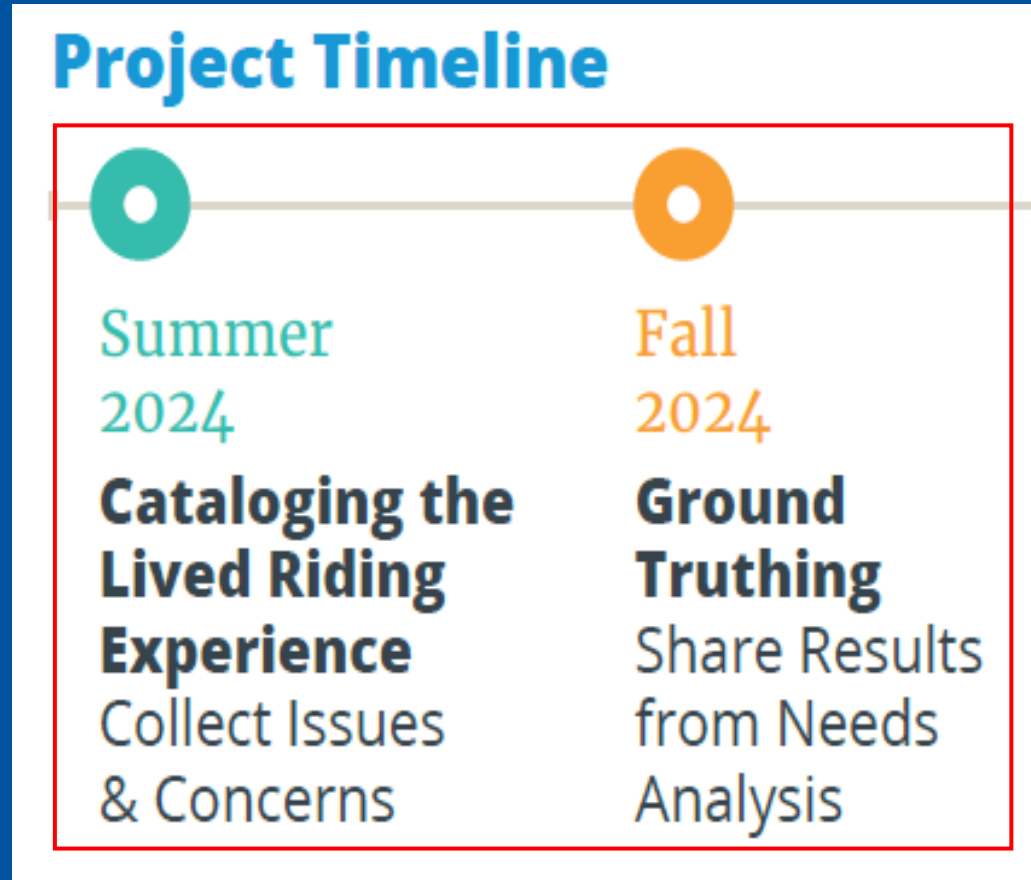 Project Timeline
Summer
2024
Cataloging the
Lived Riding
Experience
Collect Issues
& Concerns
Fall
2024
Ground
Truthing
Share Results
from Needs
Analysis